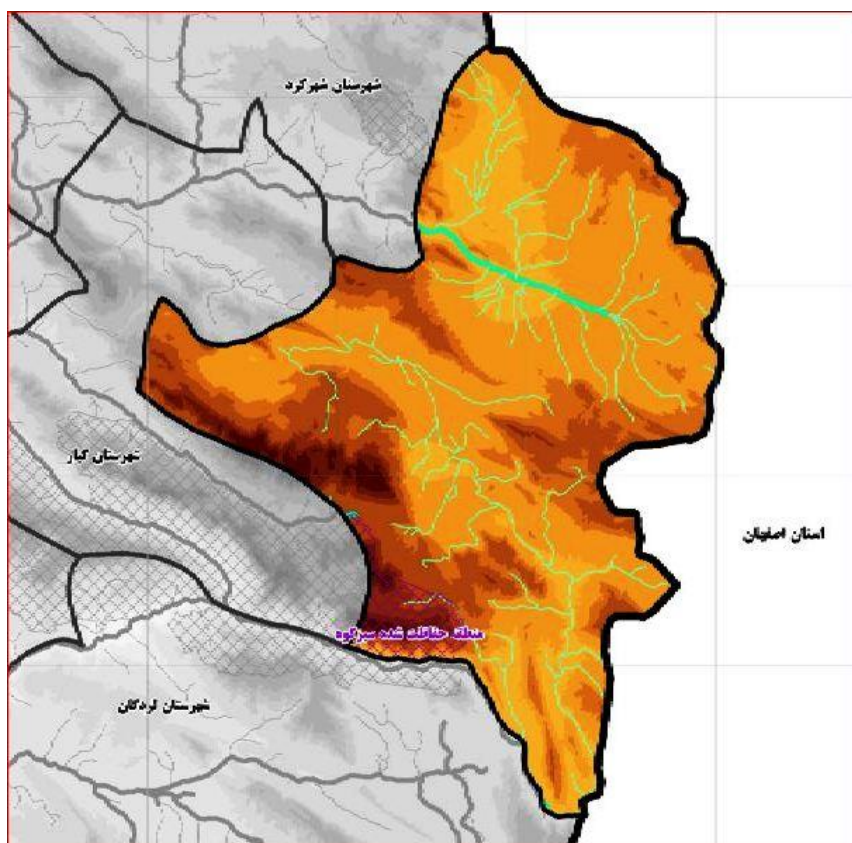 شهرستان شهرکرد
شهرستان کیار
استان اصفهان
منطقه حفاظت شده سبزکوه
شهرستان لردگان